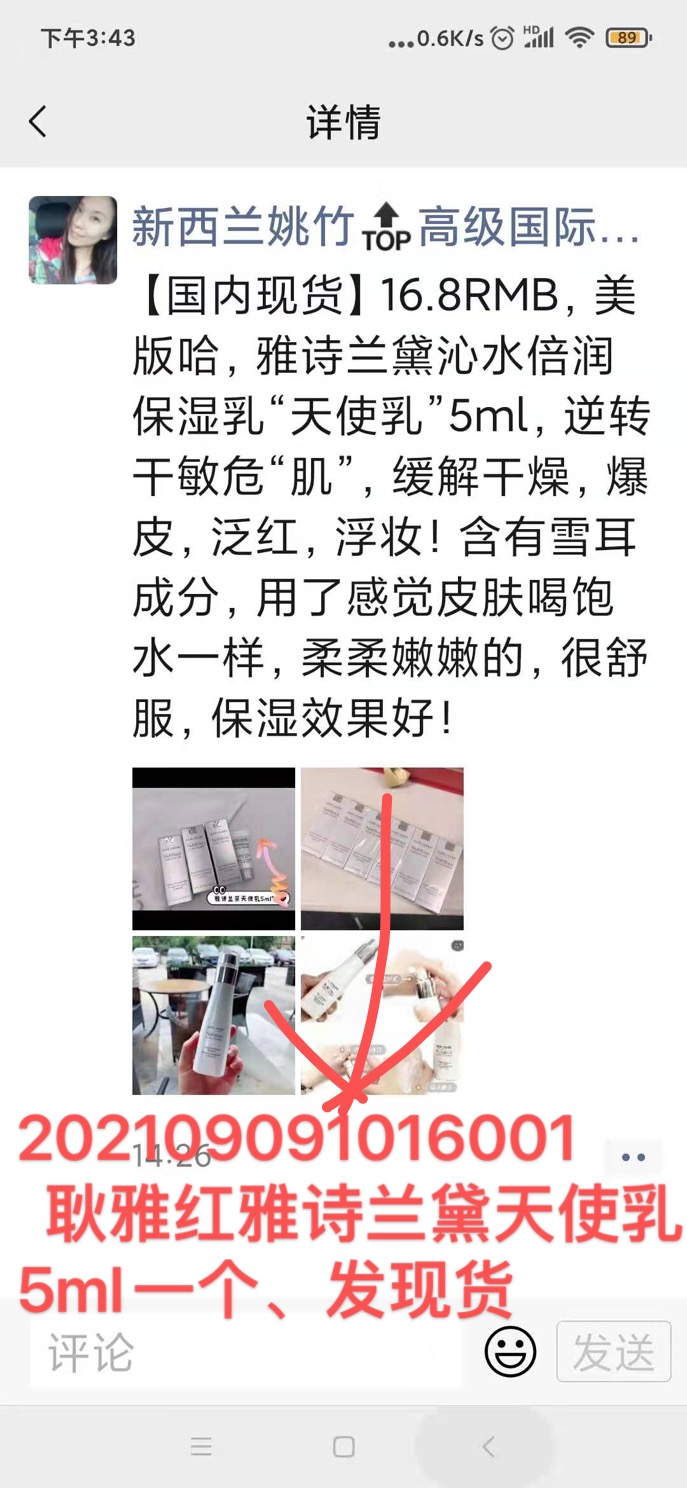 下午3:43
...0.6K/s
HD
89
详情
新西兰姚竹TOP高级国际...
【国内现货】16.8RMB，美
版哈，雅诗兰黛沁水倍润
保湿乳“天使乳”5ml，逆转
干敏危“肌”，缓解干燥，爆
皮，泛红，浮妆！含有雪耳
成分，用了感觉皮肤喝饱
水一样，柔柔嫩嫩的，很舒
服，保湿效果好！
雅诗兰黛天使乳5ml
202109091016001
14:26
耿雅红雅诗兰黛天使乳
5ml一个、发现货
评论
发送